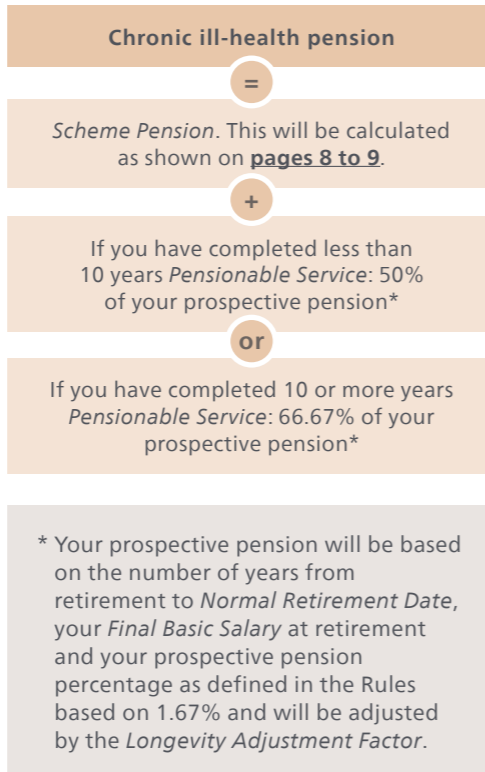 Chronic ill-health pension
=
Scheme Pension. This will be calculated
as shown on pages 8 to 9.
+
If you have completed less than
10 years Pensionable Service: 50%
of your prospective pension*
or
If you have completed 10 or more years
Pensionable Service: 66.67% of your
prospective pension*
* Your prospective pension will be based
on the number of years from
retirement to Normal Retirement Date,
your Final Basic Salary at retirement
and your prospective pension
percentage as defined in the Rules
based on 1.67% and will be adjusted
by the Longevity Adjustment Factor.